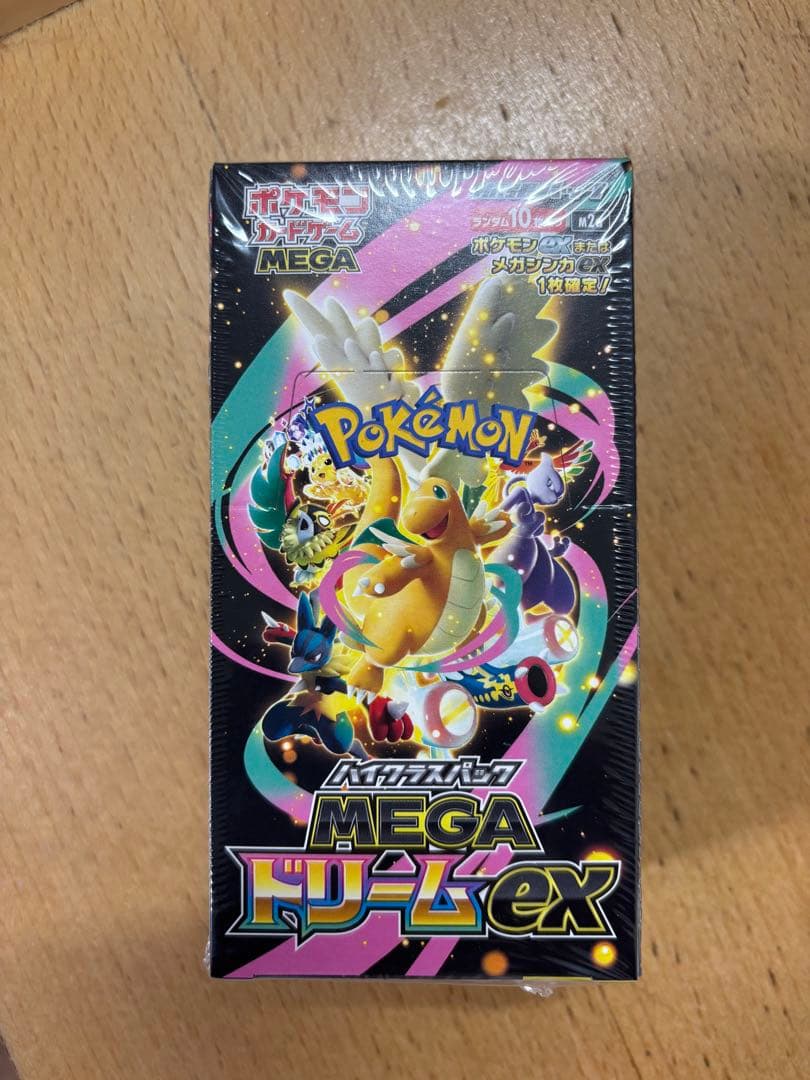 ポケモン
カードゲーム
MEGA
ランダム10
M2a
ポケモンexまたは
メガシンカex
1枚確定!
POKéMON
TM
ハイクラスパック
MEGA
ドリームex